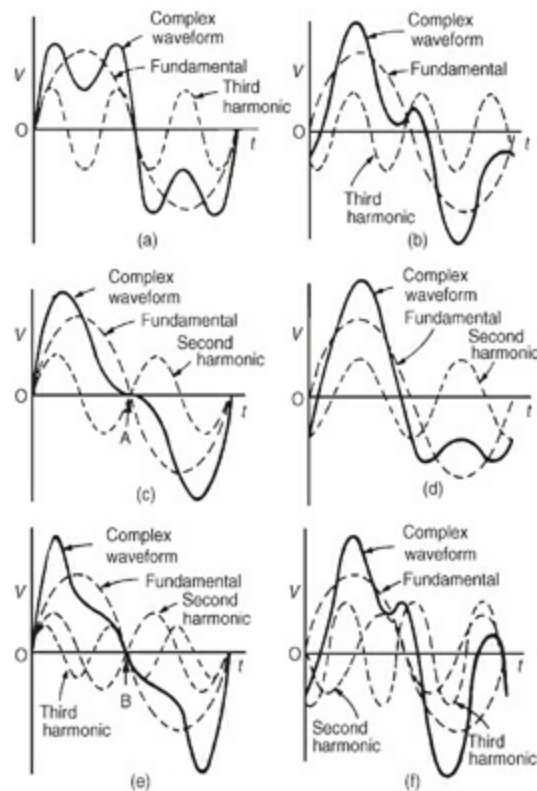 Complex
waveform
Fundamental
Third
harmonic
V
O
t
(a)
Complex
waveform
Fundamental
V
O
t
Third
harmonic
(b)
Complex
waveform
Fundamental
Second
harmonic
V
O
A
t
(c)
Complex
waveform
Fundamental
Second
harmonic
V
O
t
(d)
Complex
waveform
Fundamental
Second
harmonic
V
O
t
Third
harmonic
B
(e)
Complex
waveform
Fundamental
V
O
t
Second
harmonic
Third
harmonic
(f)